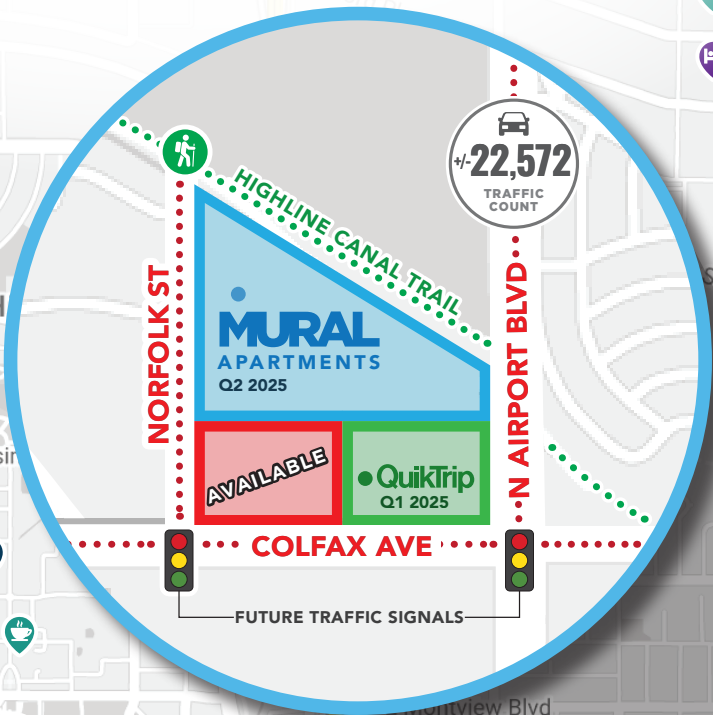 +/-22,572
TRAFFIC
COUNT
HIGHLINE CANAL TRAIL
NORFOLK ST
N AIRPORT BLVD
MURAL
APARTMENTS
Q2 2025
AVAILABLE
QuikTrip
Q1 2025
COLFAX AVE
FUTURE TRAFFIC SIGNALS
Blvd